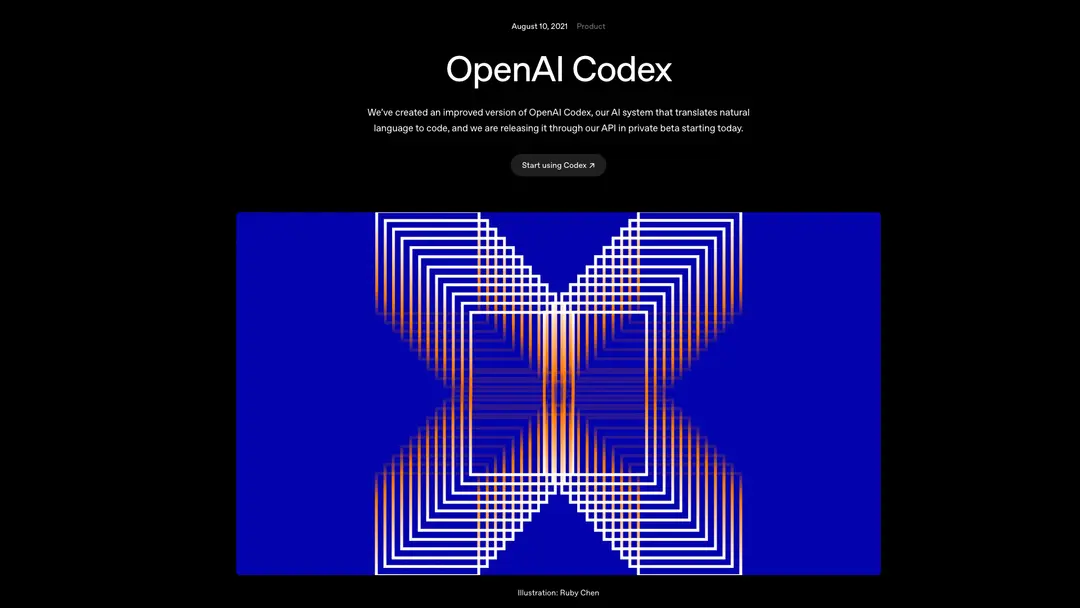 August 10, 2021 Product
OpenAI Codex
We've created an improved version of OpenAI Codex, our AI system that translates natural
language to code, and we are releasing it through our API in private beta starting today.
Start using Codex ↗
Illustration: Ruby Chen